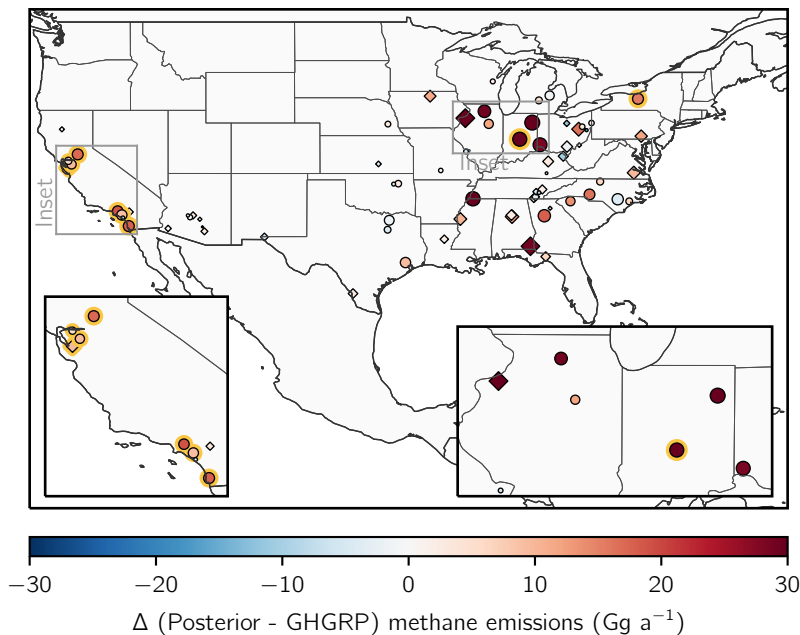 Inset
Inset
−30
−20
−10
0
10
20
30
Δ (Posterior - GHGRP) methane emissions (Gg a⁻¹)